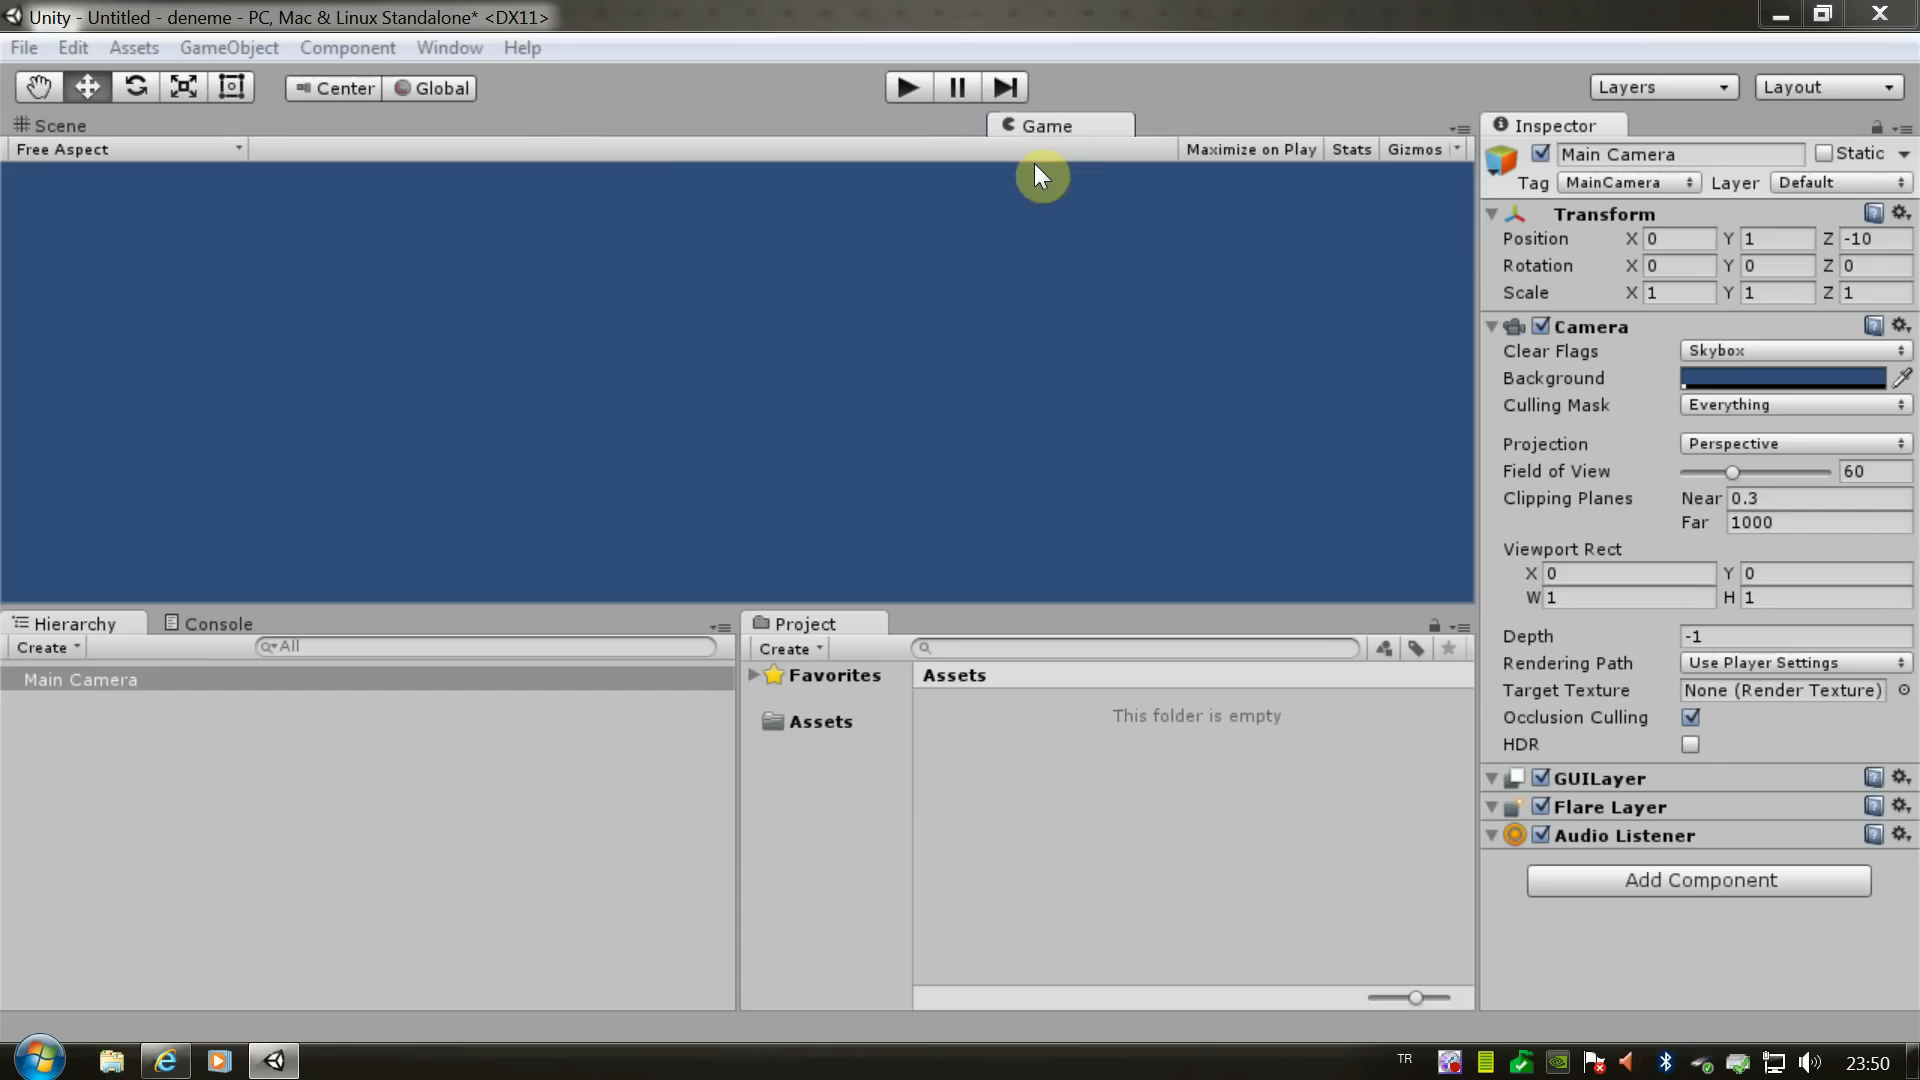 Unity - Untitled - deneme - PC, Mac & Linux Standalone* <DX11>
File Edit Assets GameObject Component Window Help
Center Global
Layers Layout
Scene
Game
Inspector
Free Aspect
Maximize on Play Stats Gizmos
Main Camera Static
Tag MainCamera Layer Default
Transform
Position X 0 Y 1 Z -10
Rotation X 0 Y 0 Z 0
Scale X 1 Y 1 Z 1
Camera
Clear Flags Skybox
Background
Culling Mask Everything
Projection Perspective
Field of View 60
Clipping Planes Near 0.3
Far 1000
Viewport Rect
X 0 Y 0
W 1 H 1
Depth -1
Rendering Path Use Player Settings
Target Texture None (Render Texture)
Occlusion Culling
HDR
GUILayer
Flare Layer
Audio Listener
Add Component
Hierarchy Console
Create All
Main Camera
Project
Create
Favorites
Assets
Assets
This folder is empty
TR
23:50